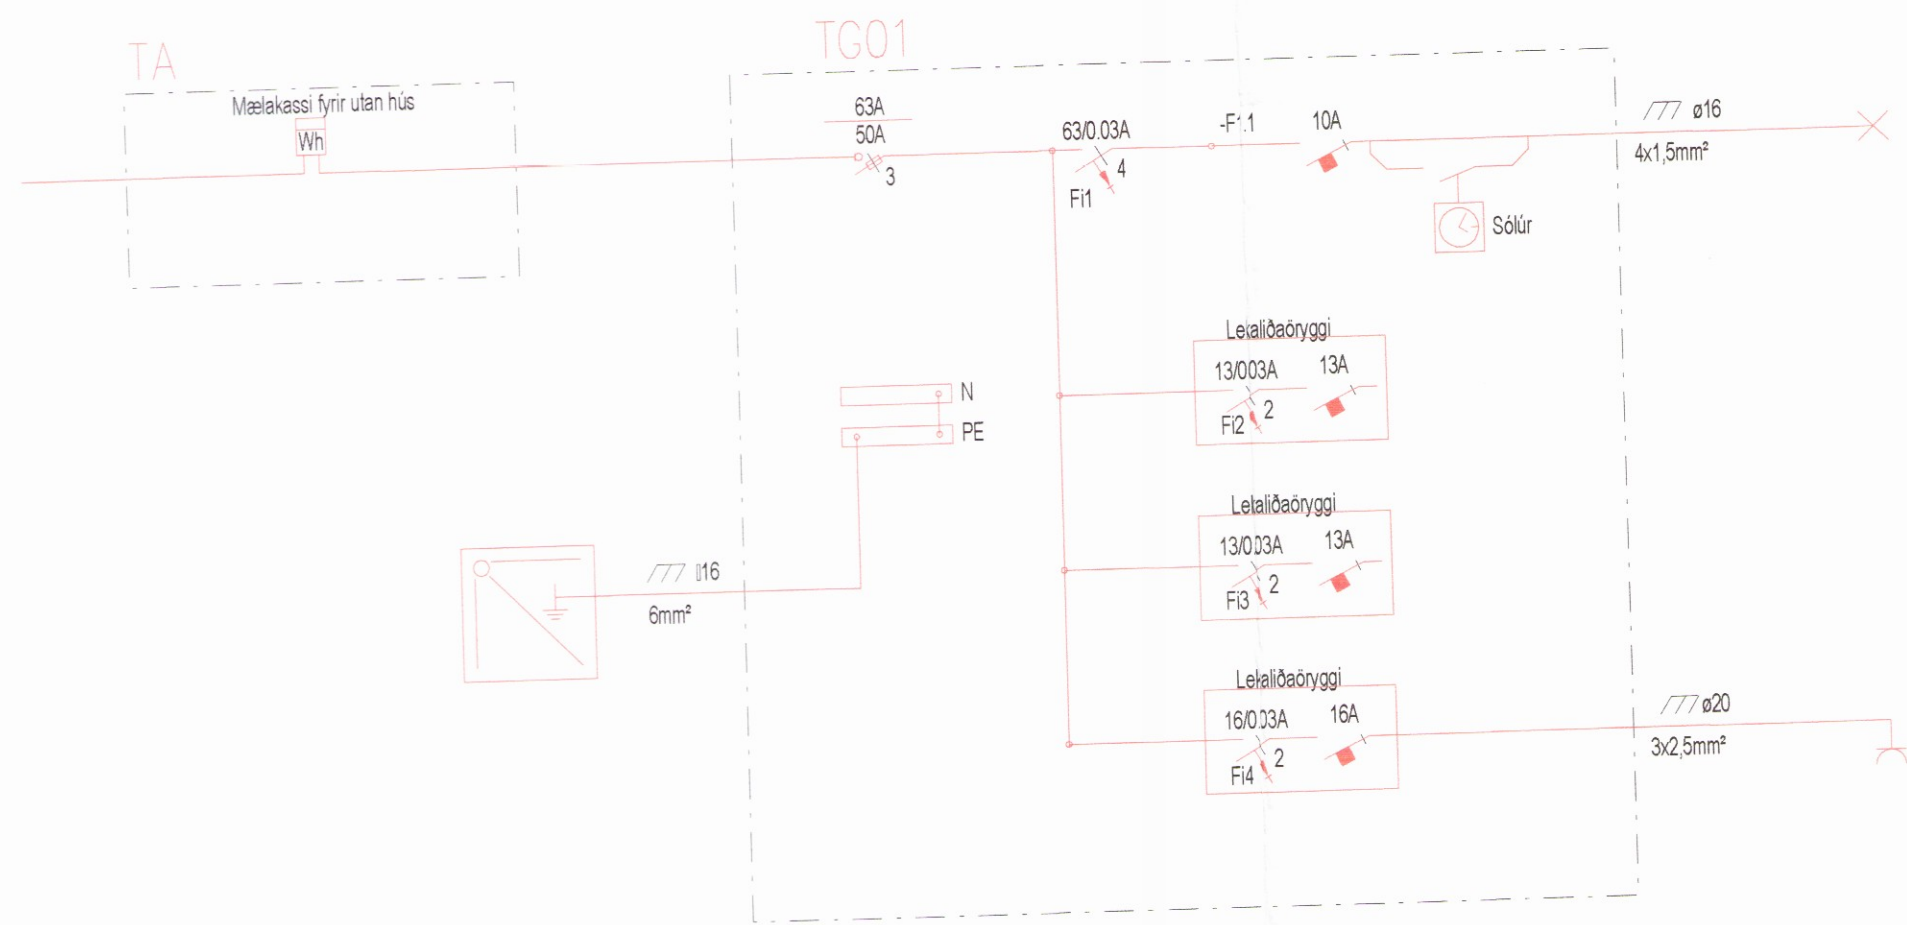 TA
TG01
Mælakassi fyrir utan hús
Wh
63A
50A
3
63/0.03A
4
Fi1
-F1.1
10A
ø16
4x1,5mm²
Sólúr
Lekaliðaöryggi
13/003A
13A
2
Fi2
N
PE
Lekaliðaöryggi
13/0.03A
13A
2
Fi3
▯16
6mm²
Lekaliðaöryggi
16/0.03A
16A
2
Fi4
ø20
3x2,5mm²